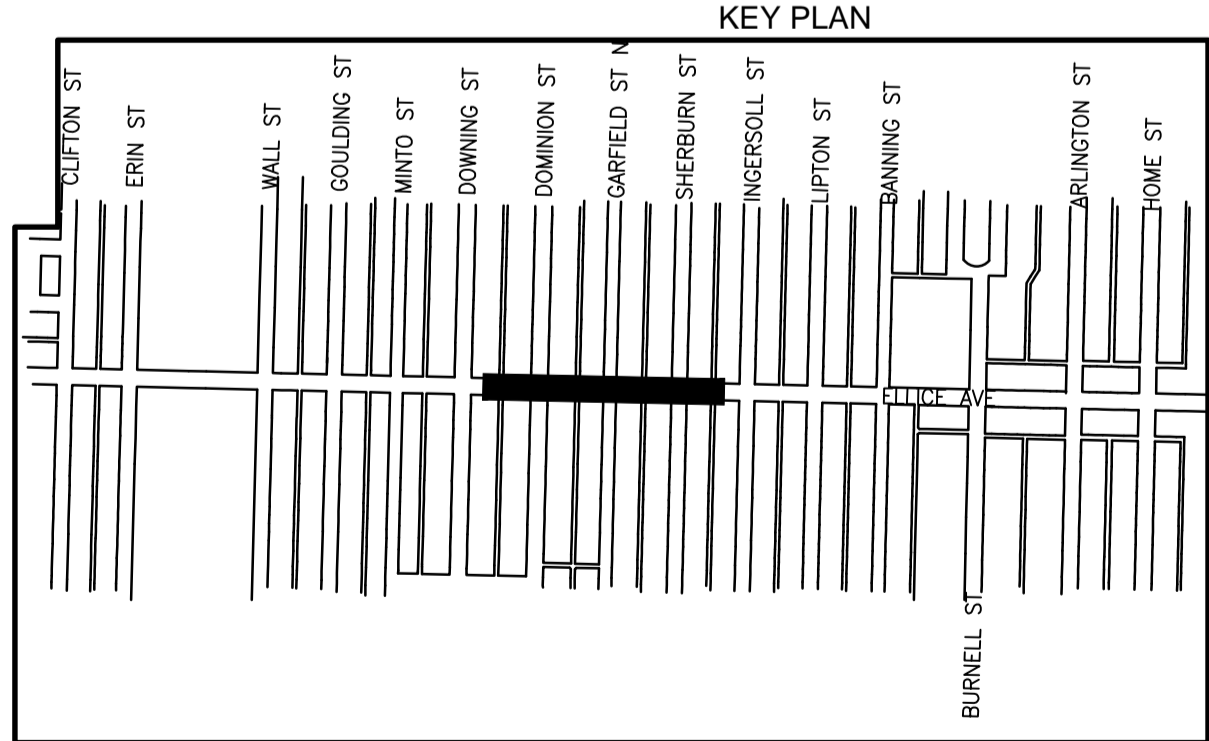 KEY PLAN
CLIFTON ST
ERIN ST
WALL ST
GOULDING ST
MINTO ST
DOWNING ST
DOMINION ST
GARFIELD ST N
SHERBURN ST
INGERSOLL ST
LIPTON ST
BANNING ST
ARLINGTON ST
HOME ST
ELLICE AVE
BURNELL ST